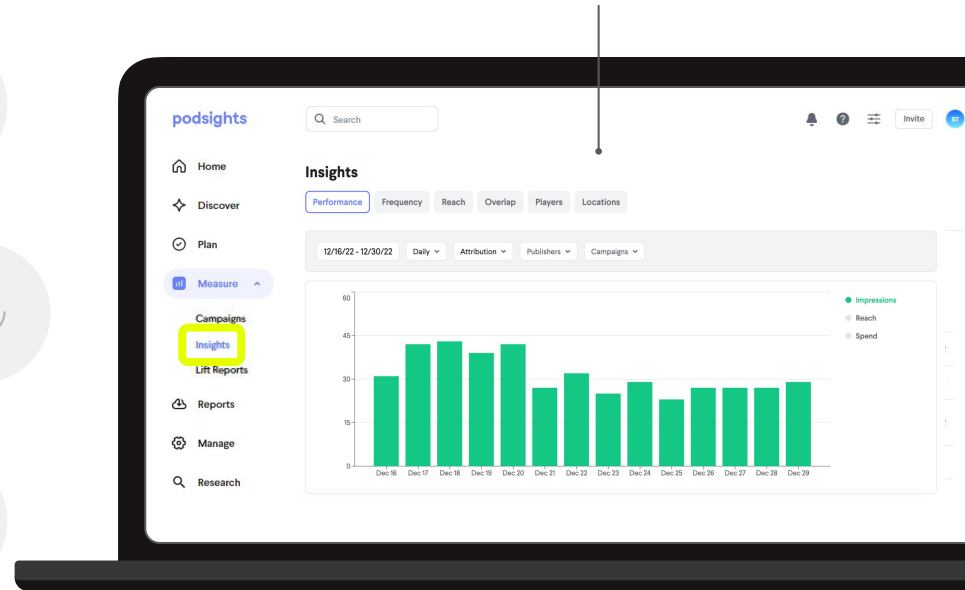 podsights
Search
Invite
ST
Home
Discover
Plan
Measure
Campaigns
Insights
Lift Reports
Reports
Manage
Research
Insights
Performance Frequency Reach Overlap Players Locations
12/16/22 - 12/30/22 Daily Attribution Publishers Campaigns
60
45
30
15
0
Dec 16 Dec 17 Dec 18 Dec 19 Dec 20 Dec 21 Dec 22 Dec 23 Dec 24 Dec 25 Dec 26 Dec 27 Dec 28 Dec 29
Impressions
Reach
Spend